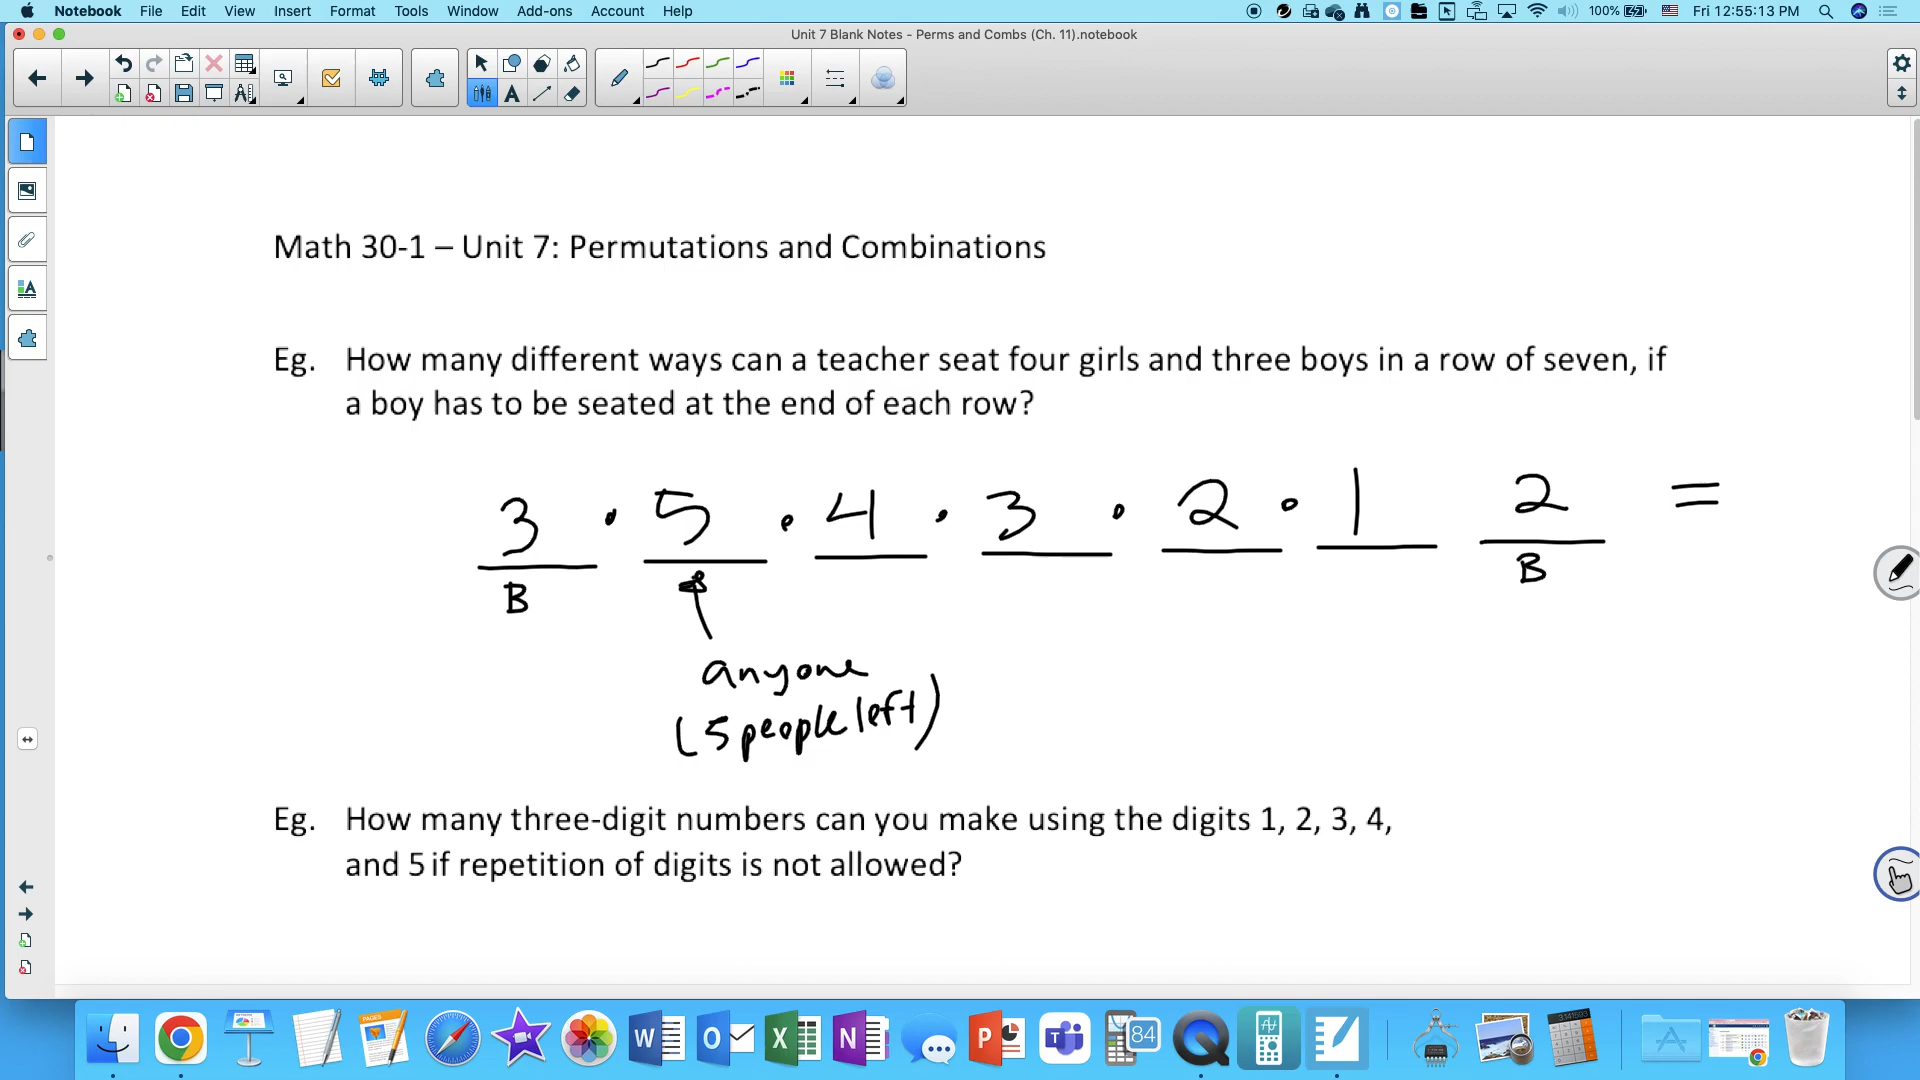 Notebook File Edit View Insert Format Tools Window Add-ons Account Help 100% Fri 12:55:13 PM
Unit 7 Blank Notes - Perms and Combs (Ch. 11).notebook
Math 30-1 – Unit 7: Permutations and Combinations
Eg. How many different ways can a teacher seat four girls and three boys in a row of seven, if
a boy has to be seated at the end of each row?
3 · 5 · 4 · 3 · 2 · 1 2 =
B B
anyone
(5 people left)
Eg. How many three-digit numbers can you make using the digits 1, 2, 3, 4,
and 5 if repetition of digits is not allowed?